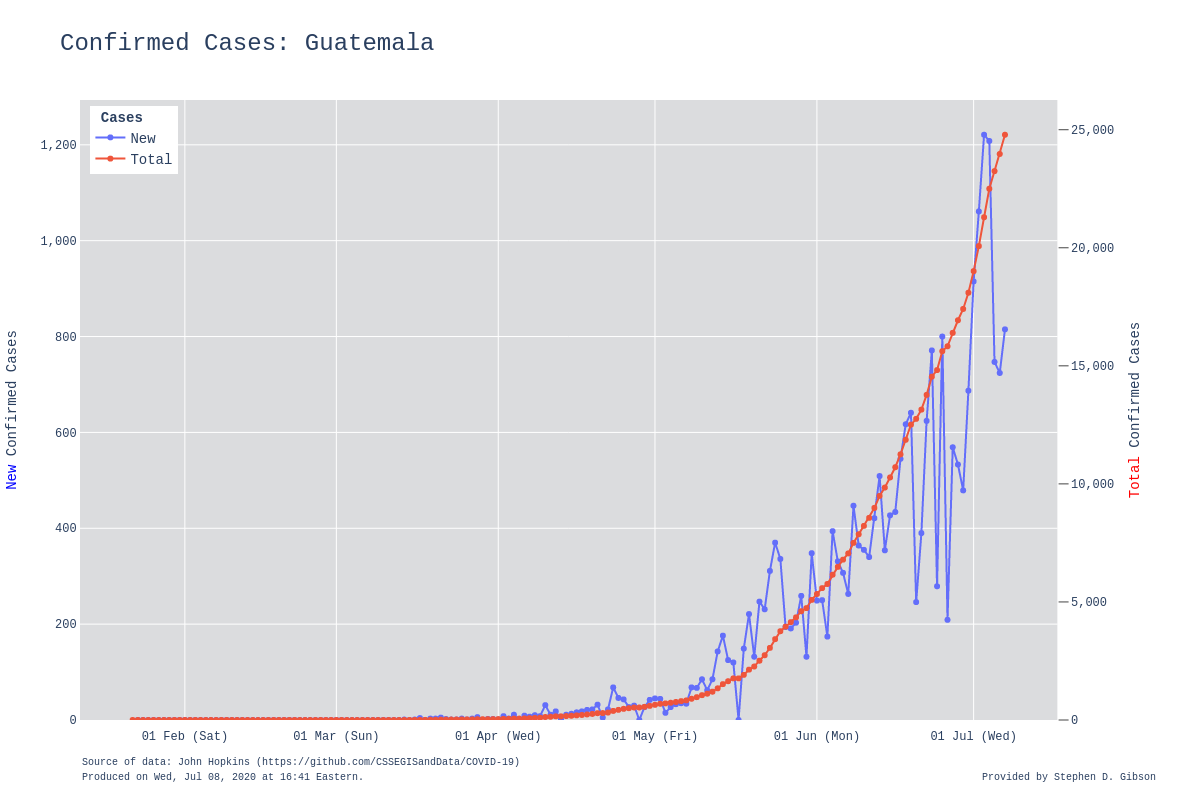 Confirmed Cases: Guatemala
Cases
New
Total
1,200
1,000
800
600
400
200
0
New Confirmed Cases
25,000
20,000
15,000
10,000
5,000
0
Total Confirmed Cases
01 Feb (Sat) 01 Mar (Sun) 01 Apr (Wed) 01 May (Fri) 01 Jun (Mon) 01 Jul (Wed)
Source of data: John Hopkins (https://github.com/CSSEGISandData/COVID-19)
Produced on Wed, Jul 08, 2020 at 16:41 Eastern.
Provided by Stephen D. Gibson